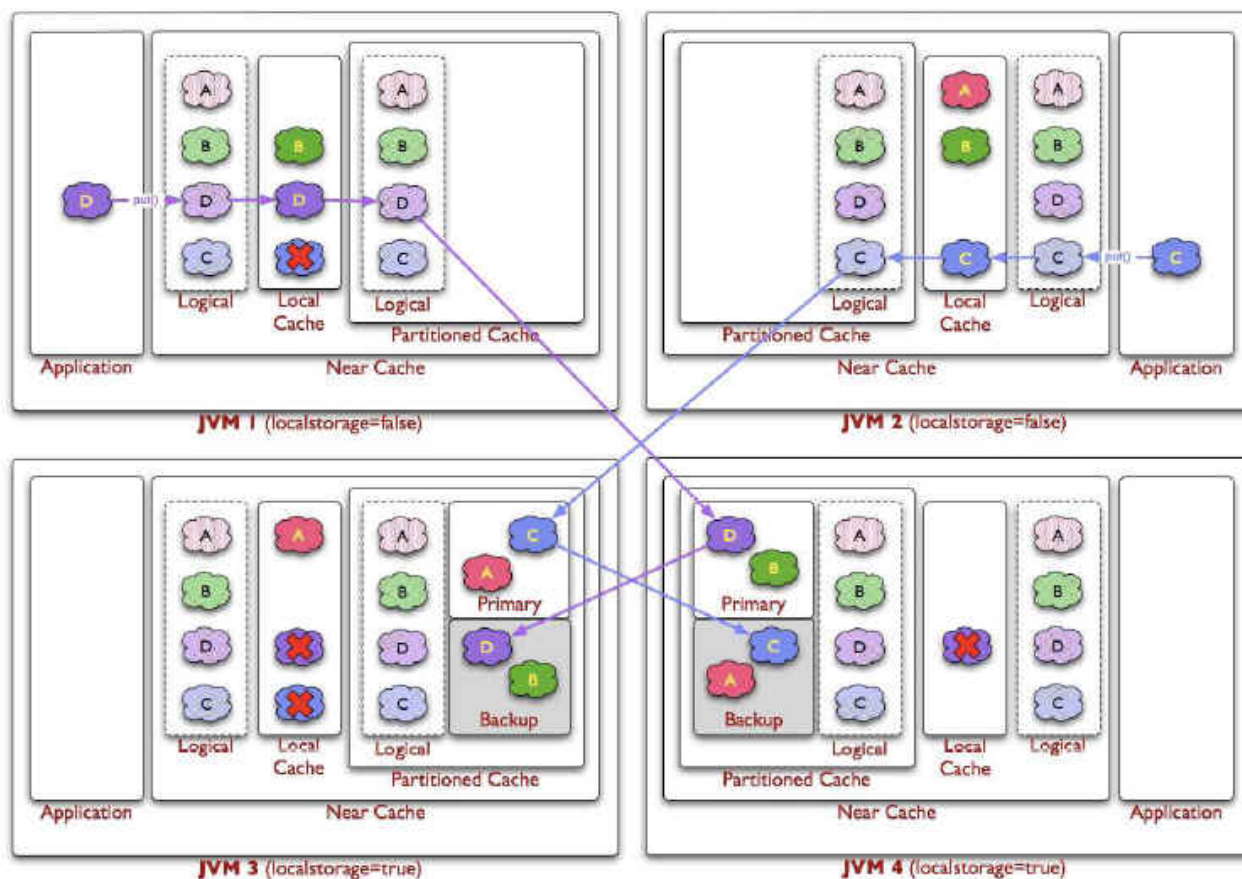 A
A
B
B
B
D
put()
D
D
D
C
C
Logical
Local
Cache
Logical
Partitioned Cache
Application
Near Cache
JVM 1 (localstorage=false)
A
A
A
B
B
B
D
D
C
C
C
put()
C
Logical
Local
Cache
Logical
Partitioned Cache
Near Cache
Application
JVM 2 (localstorage=false)
A
A
A
C
A
B
B
Primary
D
D
D
B
C
C
Backup
Logical
Local
Cache
Logical
Partitioned Cache
Application
Near Cache
JVM 3 (localstorage=true)
D
A
A
B
B
B
Primary
C
D
D
A
C
C
Backup
Logical
Local
Cache
Logical
Partitioned Cache
Near Cache
Application
JVM 4 (localstorage=true)